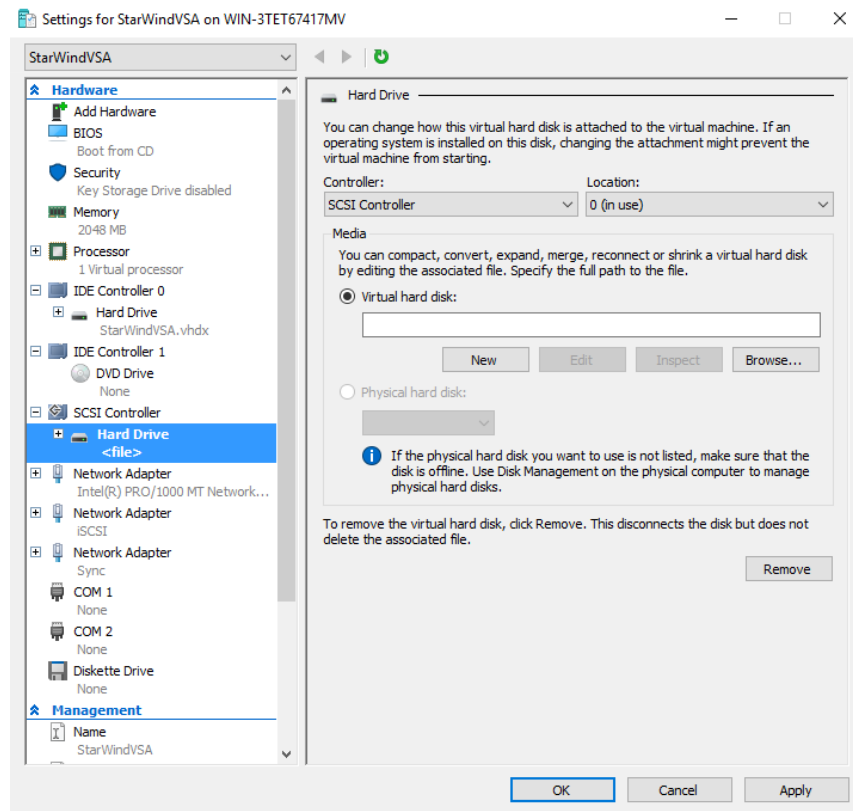 Settings for StarWindVSA on WIN-3TET67417MV
StarWindVSA
Hardware
Add Hardware
BIOS
Boot from CD
Security
Key Storage Drive disabled
Memory
2048 MB
Processor
1 Virtual processor
IDE Controller 0
Hard Drive
StarWindVSA.vhdx
IDE Controller 1
DVD Drive
None
SCSI Controller
Hard Drive
<file>
Network Adapter
Intel(R) PRO/1000 MT Network...
Network Adapter
iSCSI
Network Adapter
Sync
COM 1
None
COM 2
None
Diskette Drive
None
Management
Name
StarWindVSA
Hard Drive
You can change how this virtual hard disk is attached to the virtual machine. If an
operating system is installed on this disk, changing the attachment might prevent the
virtual machine from starting.
Controller:
Location:
SCSI Controller
0 (in use)
Media
You can compact, convert, expand, merge, reconnect or shrink a virtual hard disk
by editing the associated file. Specify the full path to the file.
Virtual hard disk:
New
Edit
Inspect
Browse...
Physical hard disk:
If the physical hard disk you want to use is not listed, make sure that the
disk is offline. Use Disk Management on the physical computer to manage
physical hard disks.
To remove the virtual hard disk, click Remove. This disconnects the disk but does not
delete the associated file.
Remove
OK
Cancel
Apply